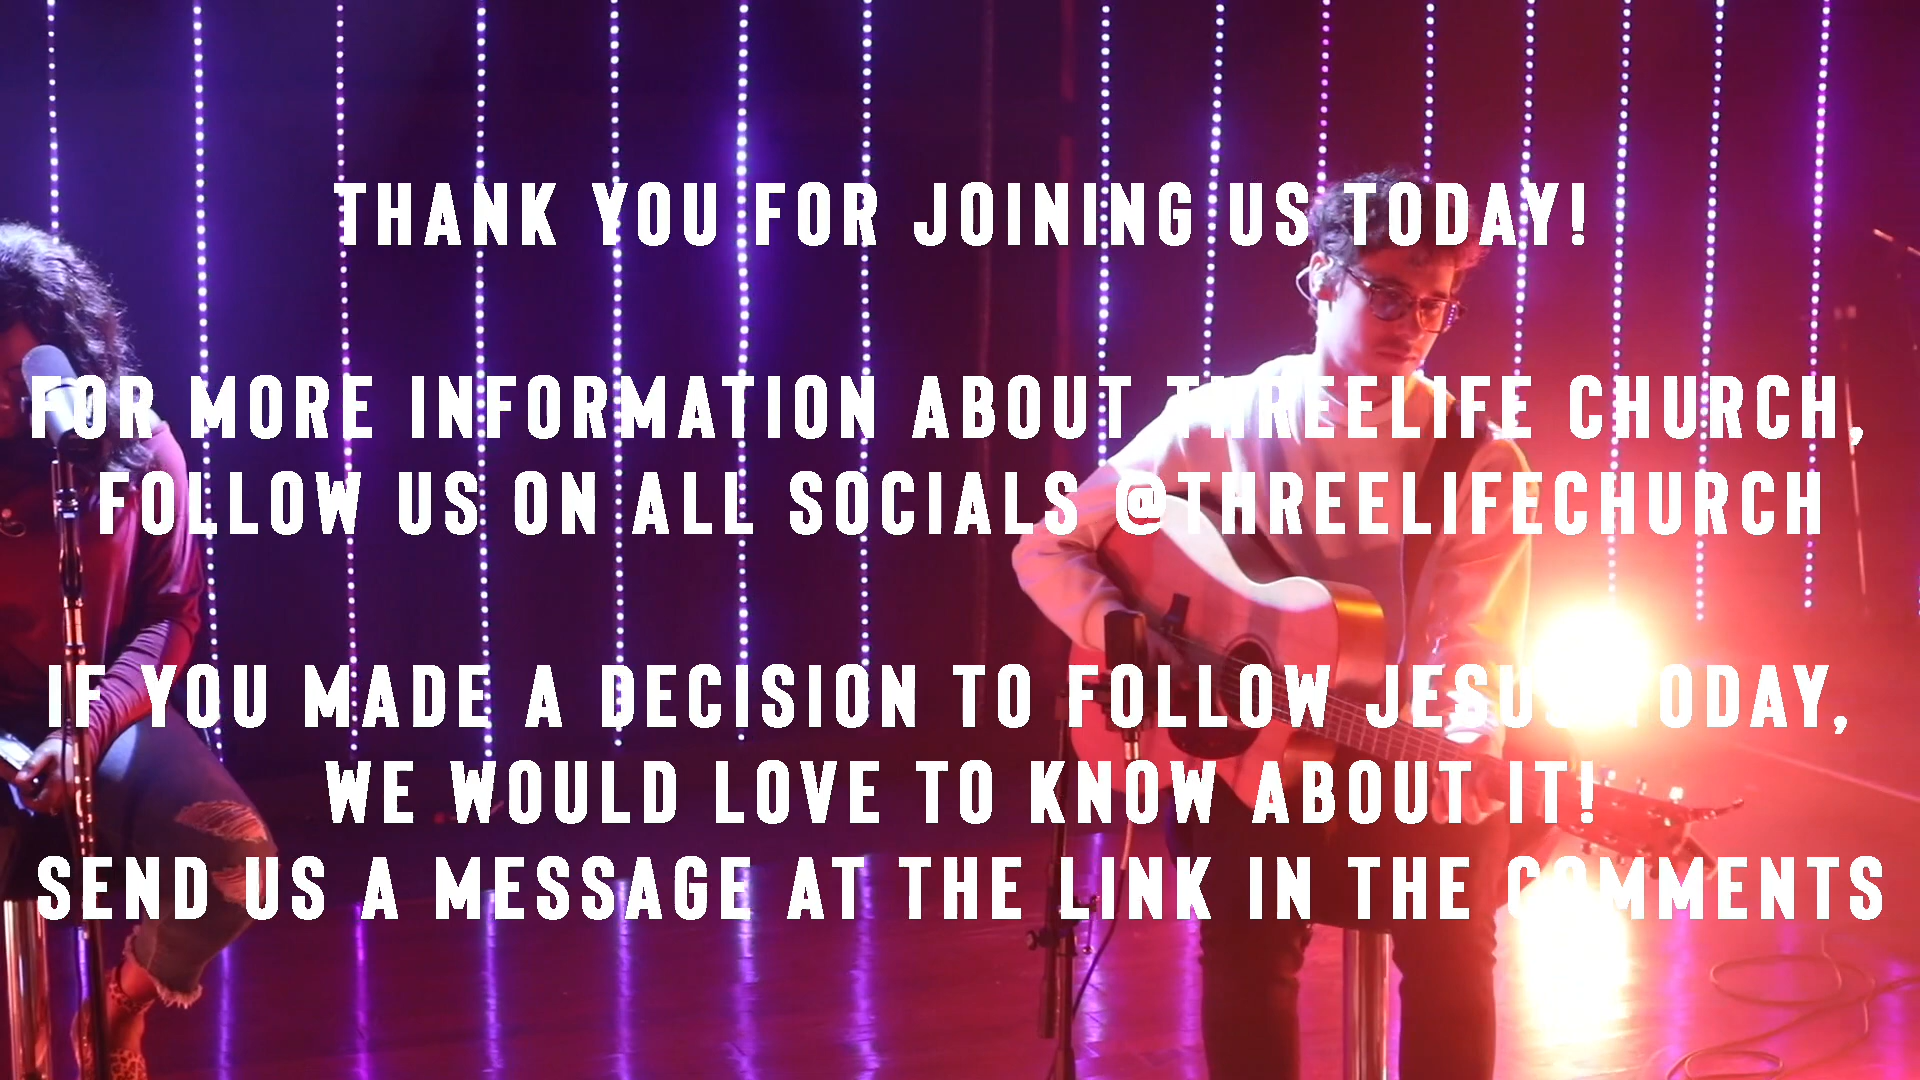 THANK YOU FOR JOINING US TODAY!
FOR MORE INFORMATION ABOUT THREELIFE CHURCH,
FOLLOW US ON ALL SOCIALS @THREELIFECHURCH
IF YOU MADE A DECISION TO FOLLOW JESUS TODAY,
WE WOULD LOVE TO KNOW ABOUT IT!
SEND US A MESSAGE AT THE LINK IN THE COMMENTS